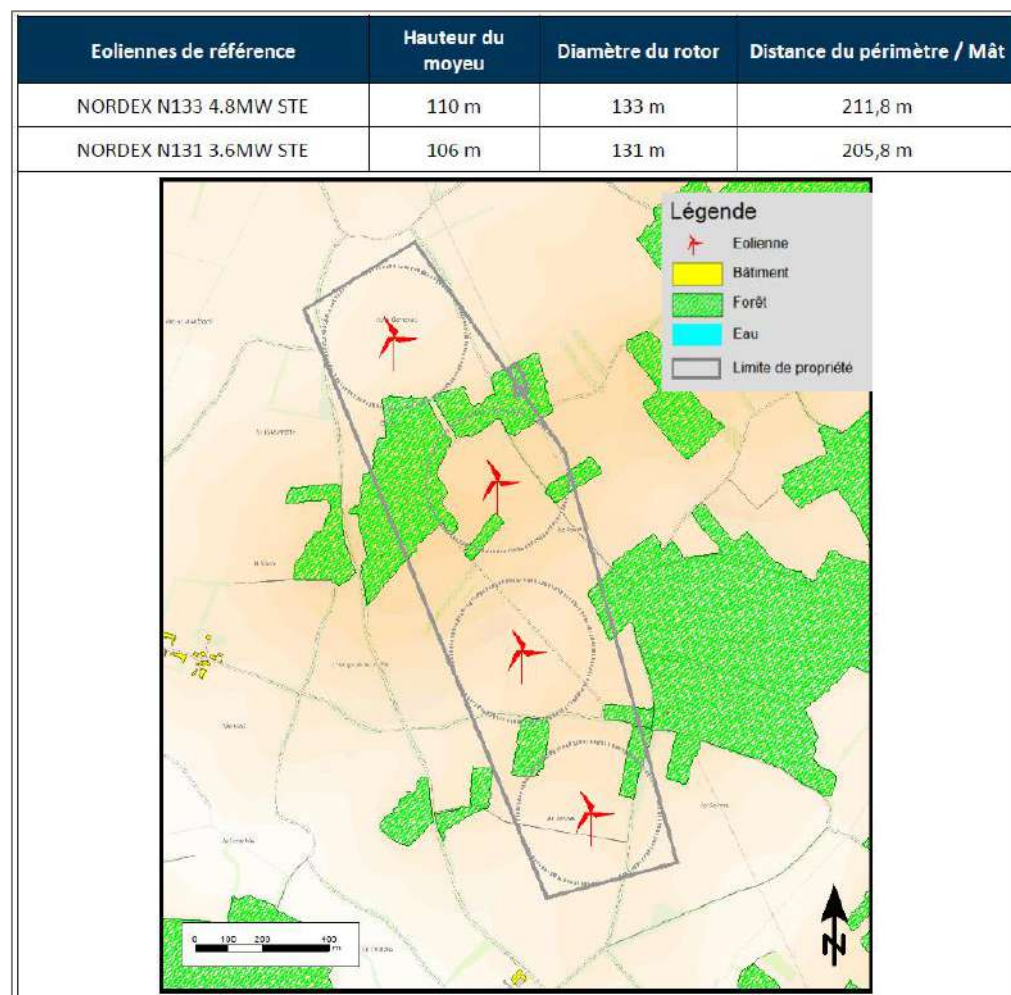 Eoliennes de référence
Hauteur du moyeu
Diamètre du rotor
Distance du périmètre / Mât
NORDEX N133 4.8MW STE
110 m
133 m
211,8 m
NORDEX N131 3.6MW STE
106 m
131 m
205,8 m
Légende
Eolienne
Bâtiment
Forêt
Eau
Limite de propriété
0 100 200 400
m
N